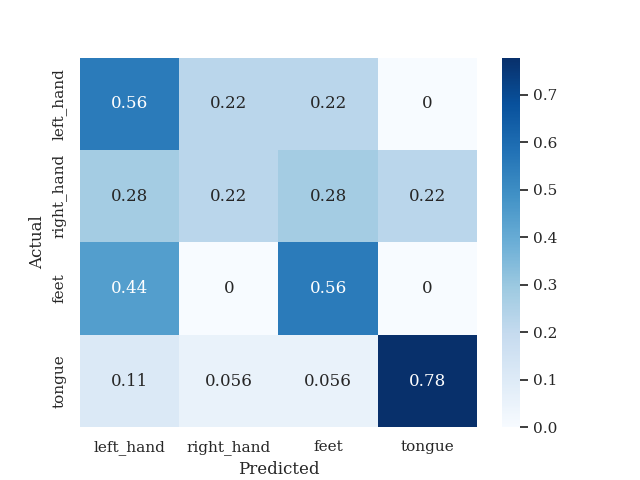 left_hand 0.56 0.22 0.22 0
right_hand 0.28 0.22 0.28 0.22
feet 0.44 0 0.56 0
tongue 0.11 0.056 0.056 0.78
left_hand right_hand feet tongue
Predicted
Actual
0.7
0.6
0.5
0.4
0.3
0.2
0.1
0.0